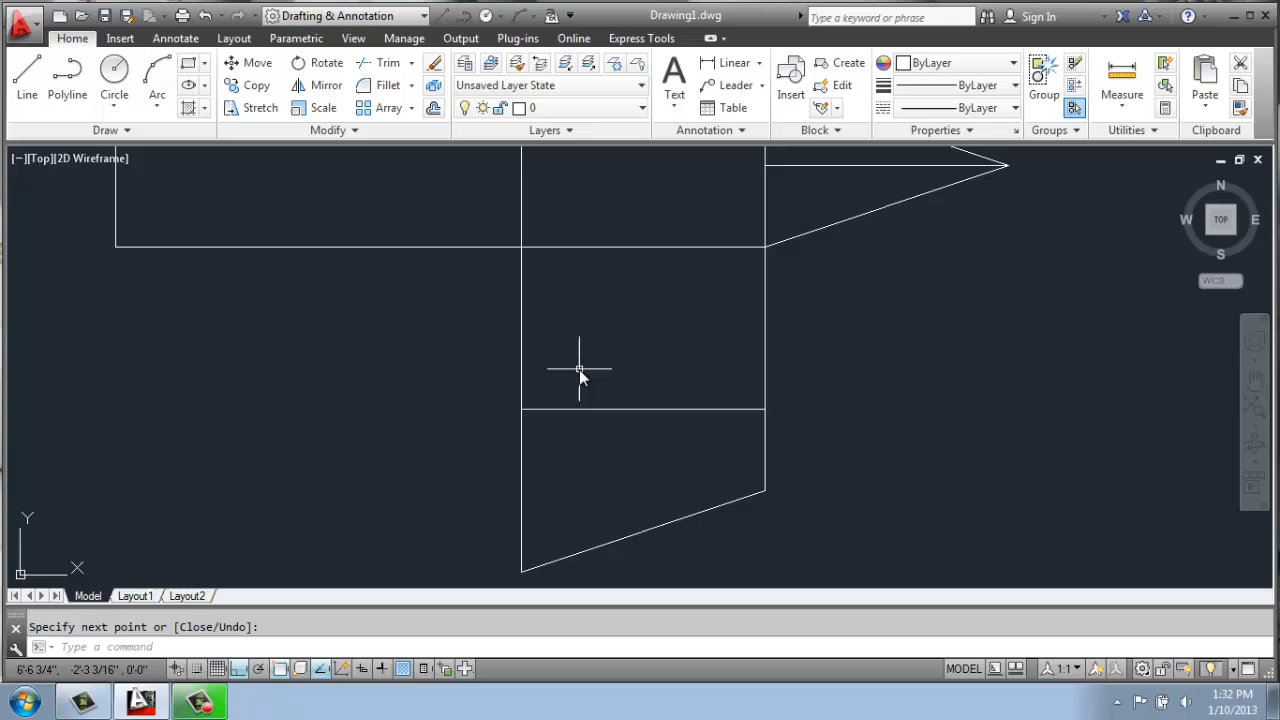 Drafting & Annotation
Drawing1.dwg
Type a keyword or phrase
Sign In
Home Insert Annotate Layout Parametric View Manage Output Plug-ins Online Express Tools
Line
Polyline
Circle
Arc
Draw
Move
Copy
Stretch
Rotate
Mirror
Scale
Trim
Fillet
Array
Modify
Unsaved Layer State
0
Layers
Text
Linear
Leader
Table
Annotation
Insert
Create
Edit
Block
ByLayer
ByLayer
ByLayer
Properties
Group
Groups
Measure
Utilities
Paste
Clipboard
[−][Top][2D Wireframe]
N
W
TOP
E
S
WCS
Y
X
Model Layout1 Layout2
Specify next point or [Close/Undo]:
Type a command
6'-6 3/4", -2'-3 3/16" , 0'-0"
MODEL
1:1
1:32 PM
1/10/2013